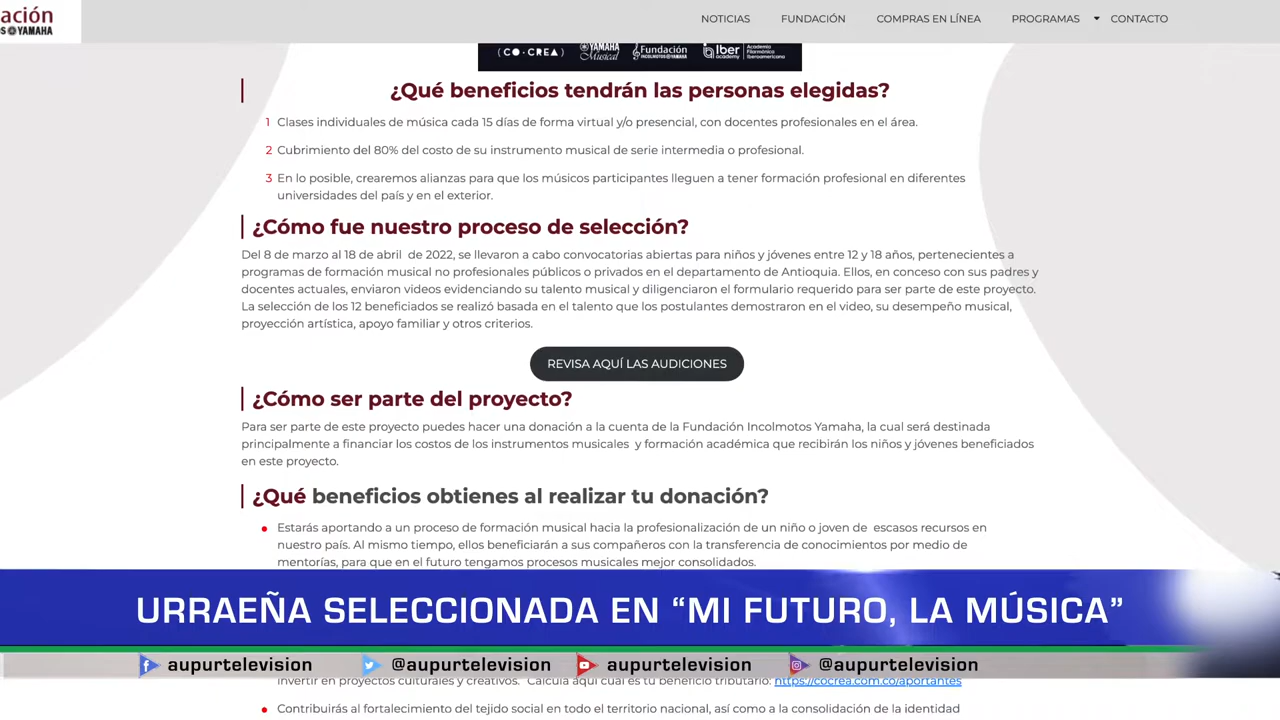 ación
OS YAMAHA
NOTICIAS FUNDACIÓN COMPRAS EN LÍNEA PROGRAMAS CONTACTO
(CO·CREA) YAMAHA Musical Fundación INCOLMOTOS YAMAHA Iber academy Academia Filarmónica Iberoamericana
¿Qué beneficios tendrán las personas elegidas?
1 Clases individuales de música cada 15 días de forma virtual y/o presencial, con docentes profesionales en el área.
2 Cubrimiento del 80% del costo de su instrumento musical de serie intermedia o profesional.
3 En lo posible, crearemos alianzas para que los músicos participantes lleguen a tener formación profesional en diferentes
universidades del país y en el exterior.
¿Cómo fue nuestro proceso de selección?
Del 8 de marzo al 18 de abril de 2022, se llevaron a cabo convocatorias abiertas para niños y jóvenes entre 12 y 18 años, pertenecientes a
programas de formación musical no profesionales públicos o privados en el departamento de Antioquia. Ellos, en conceso con sus padres y
docentes actuales, enviaron videos evidenciando su talento musical y diligenciaron el formulario requerido para ser parte de este proyecto.
La selección de los 12 beneficiados se realizó basada en el talento que los postulantes demostraron en el video, su desempeño musical,
proyección artística, apoyo familiar y otros criterios.
REVISA AQUÍ LAS AUDICIONES
¿Cómo ser parte del proyecto?
Para ser parte de este proyecto puedes hacer una donación a la cuenta de la Fundación Incolmotos Yamaha, la cual será destinada
principalmente a financiar los costos de los instrumentos musicales y formación académica que recibirán los niños y jóvenes beneficiados
en este proyecto.
¿Qué beneficios obtienes al realizar tu donación?
Estarás aportando a un proceso de formación musical hacia la profesionalización de un niño o joven de escasos recursos en
nuestro país. Al mismo tiempo, ellos beneficiarán a sus compañeros con la transferencia de conocimientos por medio de
mentorías, para que en el futuro tengamos procesos musicales mejor consolidados.
URRAEÑA SELECCIONADA EN “MI FUTURO, LA MÚSICA”
aupurtelevision @aupurtelevision aupurtelevision @aupurtelevision
invertir en proyectos culturales y creativos. Calcula aquí cual es tu beneficio tributario: https://cocrea.com.co/aportantes
Contribuirás al fortalecimiento del tejido social en todo el territorio nacional, así como a la consolidación de la identidad